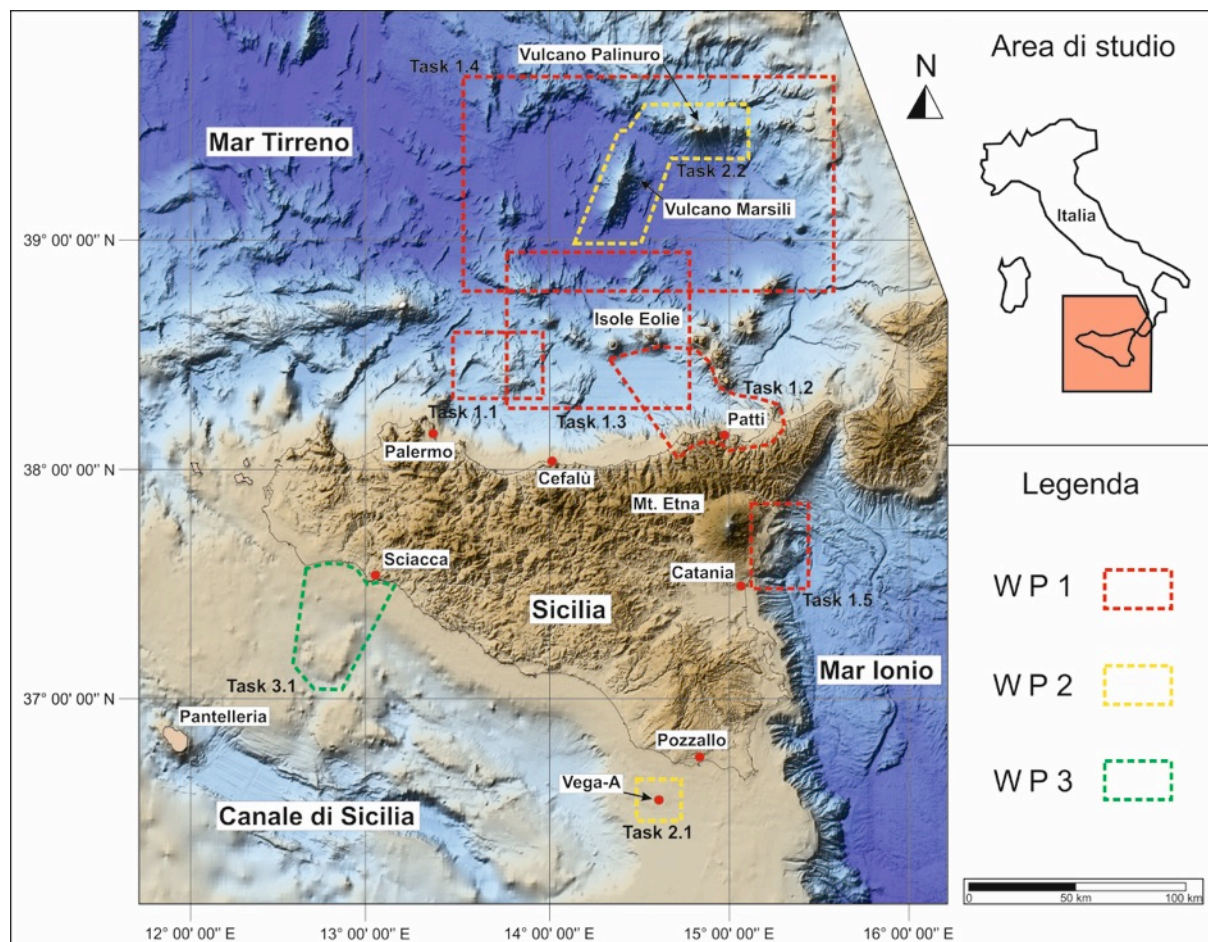 Vulcano Palinuro
Task 1.4
Mar Tirreno
Task 2.2
Vulcano Marsili
39° 00' 00'' N
Isole Eolie
Task 1.2
Task 1.1
Task 1.3
Patti
Palermo
38° 00' 00'' N
Cefalù
Mt. Etna
Sciacca
Catania
Task 1.5
Sicilia
Mar Ionio
Task 3.1
37° 00' 00'' N
Pantelleria
Pozzallo
Vega-A
Canale di Sicilia
Task 2.1
12° 00' 00'' E
13° 00' 00'' E
14° 00' 00'' E
15° 00' 00'' E
16° 00' 00'' E
N
Area di studio
Italia
Legenda
WP 1
WP 2
WP 3
0
50 km
100 km